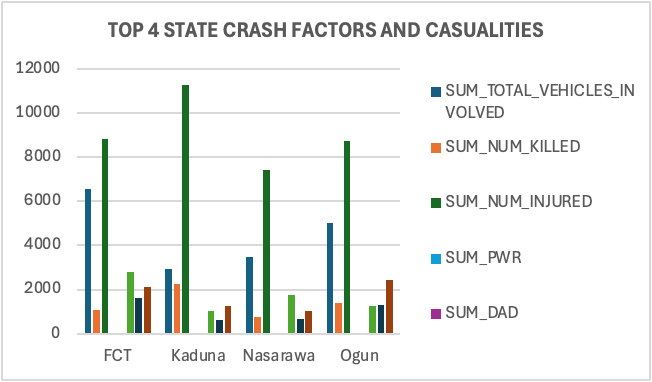 TOP 4 STATE CRASH FACTORS AND CASUALITIES
12000
10000
8000
6000
4000
2000
0
FCT
Kaduna
Nasarawa
Ogun
SUM_TOTAL_VEHICLES_IN
VOLVED
SUM_NUM_KILLED
SUM_NUM_INJURED
SUM_PWR
SUM_DAD